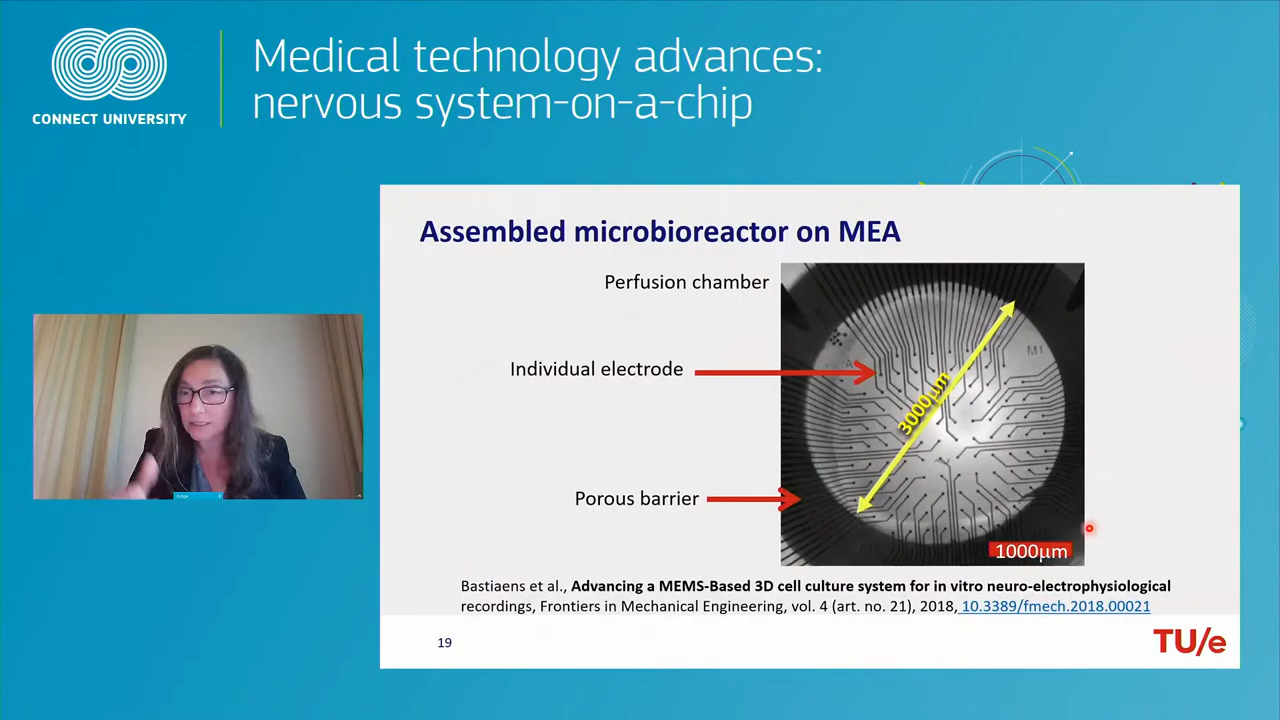 CONNECT UNIVERSITY
Medical technology advances:
nervous system-on-a-chip
Assembled microbioreactor on MEA
Perfusion chamber
Individual electrode
Porous barrier
M1
A
3000µm
1000µm
Bastiaens et al., Advancing a MEMS-Based 3D cell culture system for in vitro neuro-electrophysiological
recordings, Frontiers in Mechanical Engineering, vol. 4 (art. no. 21), 2018, 10.3389/fmech.2018.00021
19
TU/e